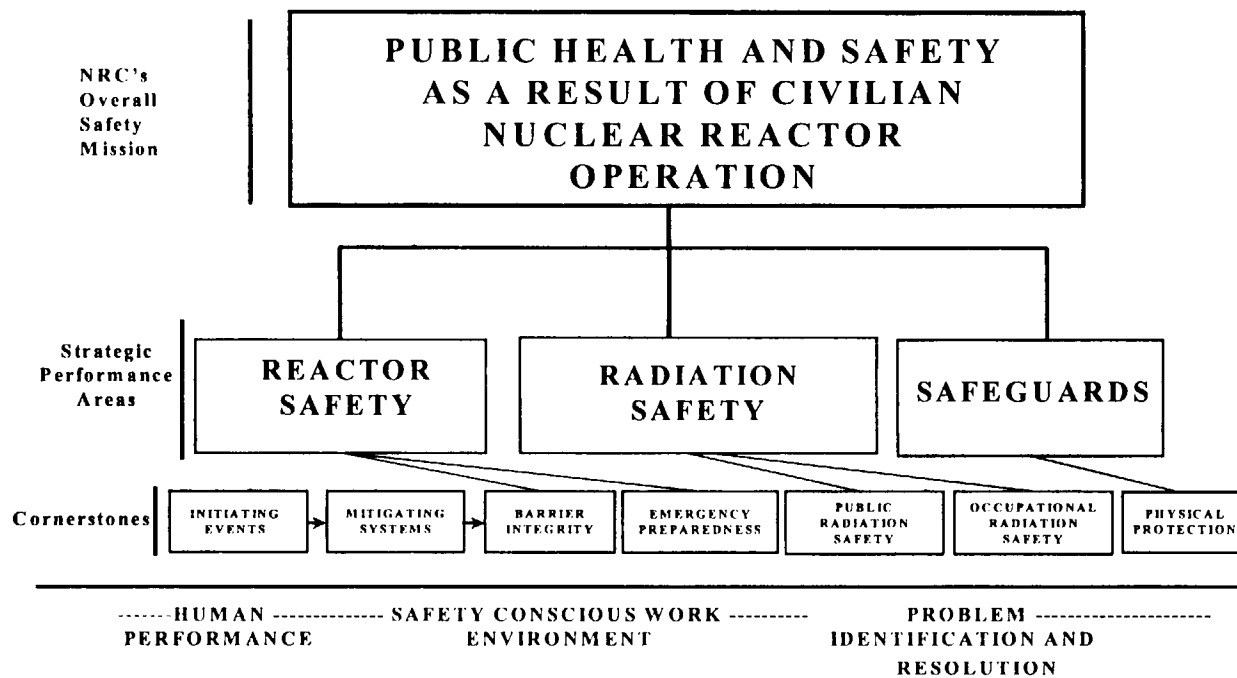 NRC's
Overall
Safety
Mission
PUBLIC HEALTH AND SAFETY
AS A RESULT OF CIVILIAN
NUCLEAR REACTOR
OPERATION
Strategic
Performance
Areas
REACTOR
SAFETY
RADIATION
SAFETY
SAFEGUARDS
Cornerstones
INITIATING
EVENTS
MITIGATING
SYSTEMS
BARRIER
INTEGRITY
EMERGENCY
PREPAREDNESS
PUBLIC
RADIATION
SAFETY
OCCUPATIONAL
RADIATION
SAFETY
PHYSICAL
PROTECTION
------HUMAN ------------- SAFETY CONSCIOUS WORK --------- PROBLEM --------------------
PERFORMANCE ENVIRONMENT IDENTIFICATION AND
RESOLUTION